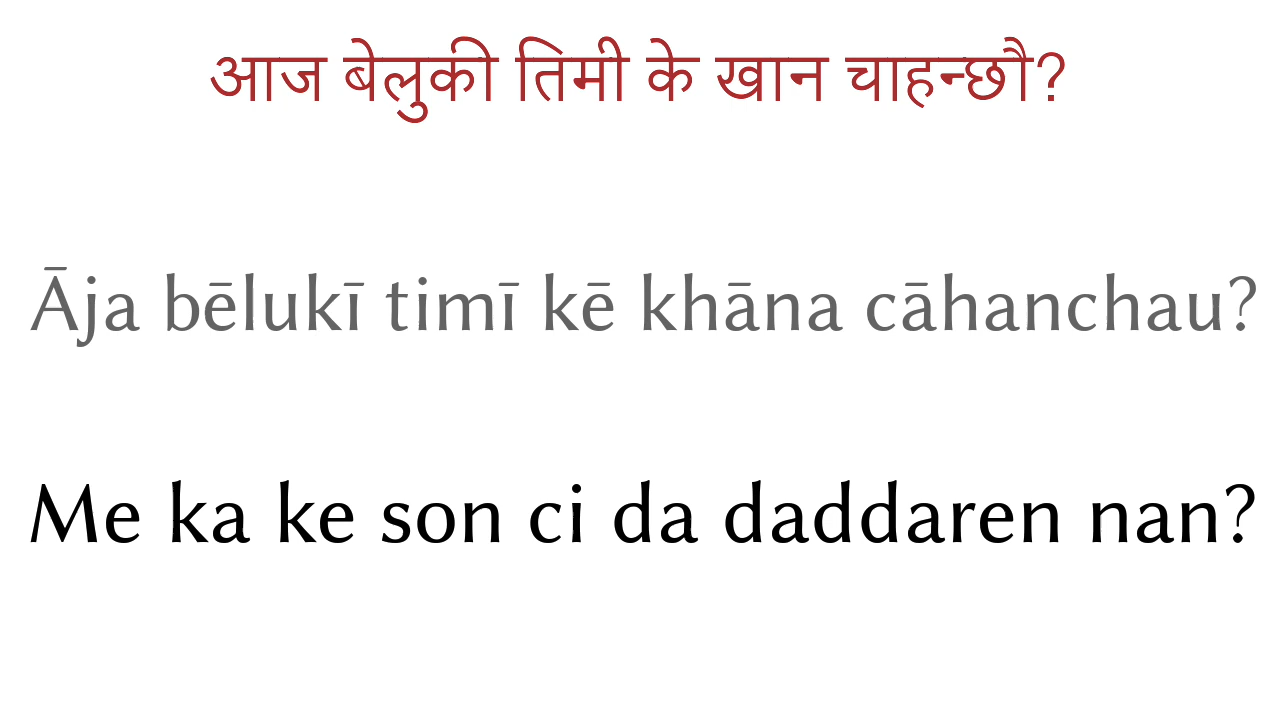 आज बेलुकी तिमी के खान चाहन्छौ?
Āja bēlukī timī kē khāna cāhanchau?
Me ka ke son ci da daddaren nan?